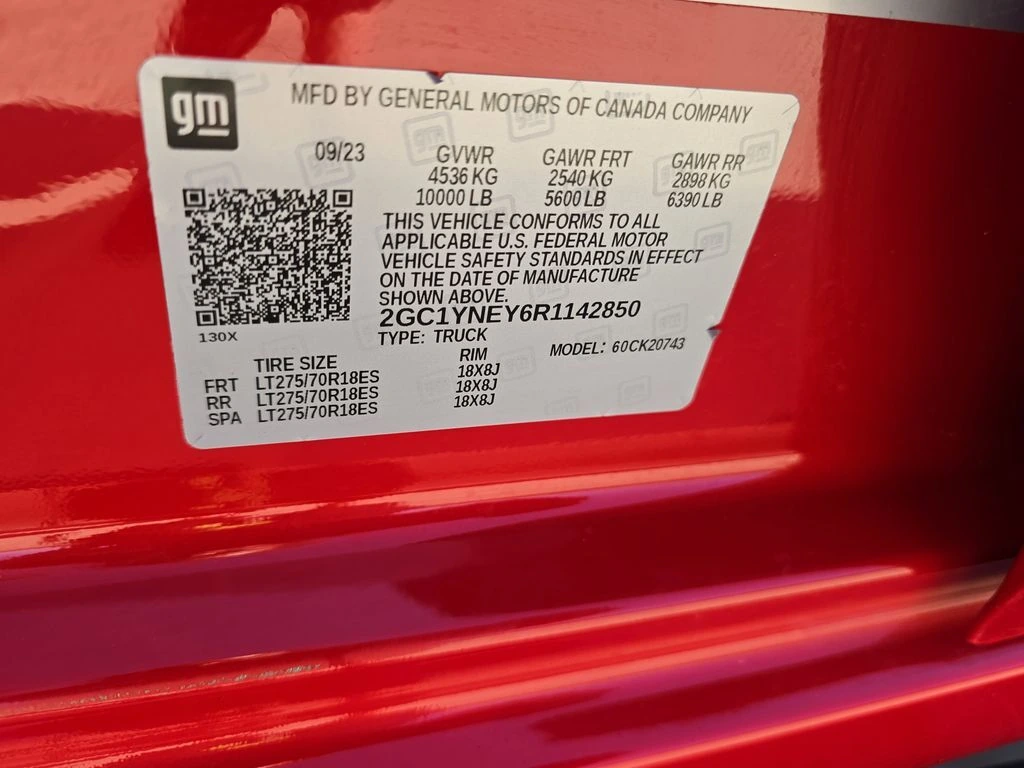 gm
MFD BY GENERAL MOTORS OF CANADA COMPANY
09/23 GVWR GAWR FRT GAWR RR
4536 KG 2540 KG 2898 KG
10000 LB 5600 LB 6390 LB
THIS VEHICLE CONFORMS TO ALL
APPLICABLE U.S. FEDERAL MOTOR
VEHICLE SAFETY STANDARDS IN EFFECT
ON THE DATE OF MANUFACTURE
SHOWN ABOVE.
2GC1YNEY6R1142850
130X
TYPE: TRUCK
MODEL: 60CK20743
TIRE SIZE RIM
FRT LT275/70R18ES 18X8J
RR LT275/70R18ES 18X8J
SPA LT275/70R18ES 18X8J